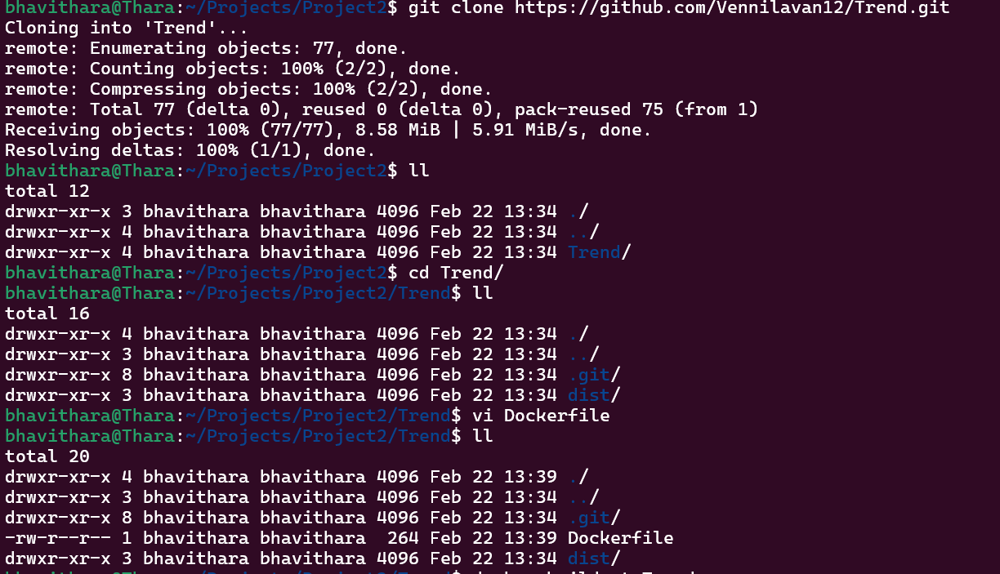 bhavithara@Thara:~/Projects/Project2$ git clone https://github.com/Vennilavan12/Trend.git
Cloning into 'Trend'...
remote: Enumerating objects: 77, done.
remote: Counting objects: 100% (2/2), done.
remote: Compressing objects: 100% (2/2), done.
remote: Total 77 (delta 0), reused 0 (delta 0), pack-reused 75 (from 1)
Receiving objects: 100% (77/77), 8.58 MiB | 5.91 MiB/s, done.
Resolving deltas: 100% (1/1), done.
bhavithara@Thara:~/Projects/Project2$ ll
total 12
drwxr-xr-x 3 bhavithara bhavithara 4096 Feb 22 13:34 ./
drwxr-xr-x 4 bhavithara bhavithara 4096 Feb 22 13:34 ../
drwxr-xr-x 4 bhavithara bhavithara 4096 Feb 22 13:34 Trend/
bhavithara@Thara:~/Projects/Project2$ cd Trend/
bhavithara@Thara:~/Projects/Project2/Trend$ ll
total 16
drwxr-xr-x 4 bhavithara bhavithara 4096 Feb 22 13:34 ./
drwxr-xr-x 3 bhavithara bhavithara 4096 Feb 22 13:34 ../
drwxr-xr-x 8 bhavithara bhavithara 4096 Feb 22 13:34 .git/
drwxr-xr-x 3 bhavithara bhavithara 4096 Feb 22 13:34 dist/
bhavithara@Thara:~/Projects/Project2/Trend$ vi Dockerfile
bhavithara@Thara:~/Projects/Project2/Trend$ ll
total 20
drwxr-xr-x 4 bhavithara bhavithara 4096 Feb 22 13:39 ./
drwxr-xr-x 3 bhavithara bhavithara 4096 Feb 22 13:34 ../
drwxr-xr-x 8 bhavithara bhavithara 4096 Feb 22 13:34 .git/
-rw-r--r-- 1 bhavithara bhavithara  264 Feb 22 13:39 Dockerfile
drwxr-xr-x 3 bhavithara bhavithara 4096 Feb 22 13:34 dist/